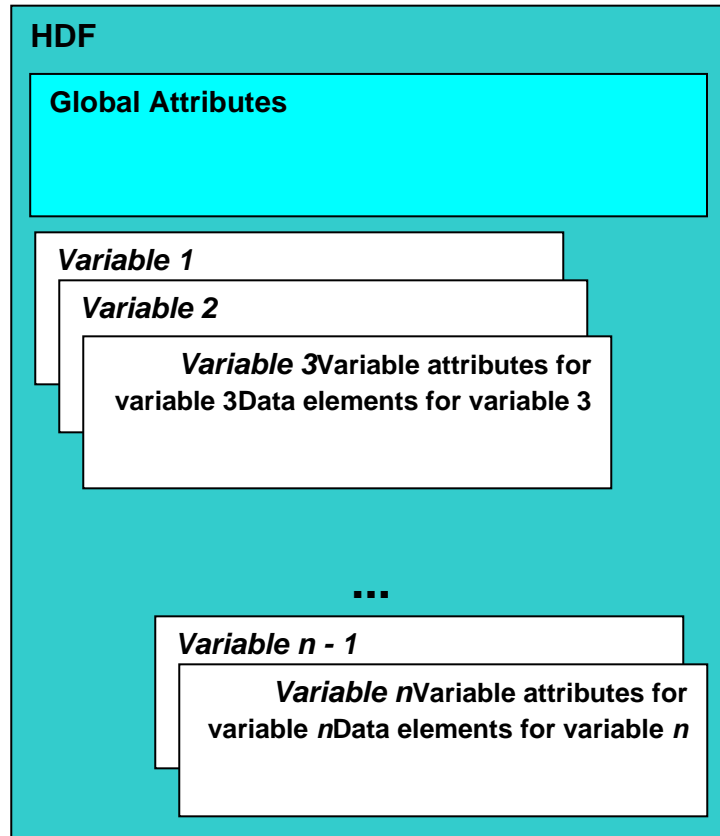 HDF
Global Attributes
Variable 1
Variable 2
Variable 3Variable attributes for
variable 3Data elements for variable 3
...
Variable n - 1
Variable nVariable attributes for
variable nData elements for variable n